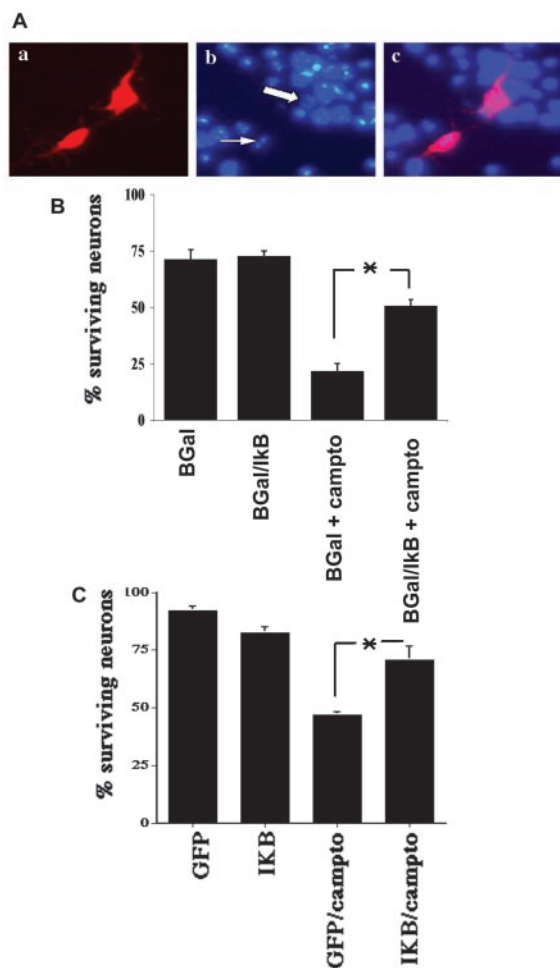 A
a
b
c
B
100
75
50
25
0
% surviving neurons
*
BGal
BGal/IkB
BGal + campto
BGal/IkB + campto
C
100
75
50
25
0
% surviving neurons
*
GFP
IKB
GFP/campto
IKB/campto